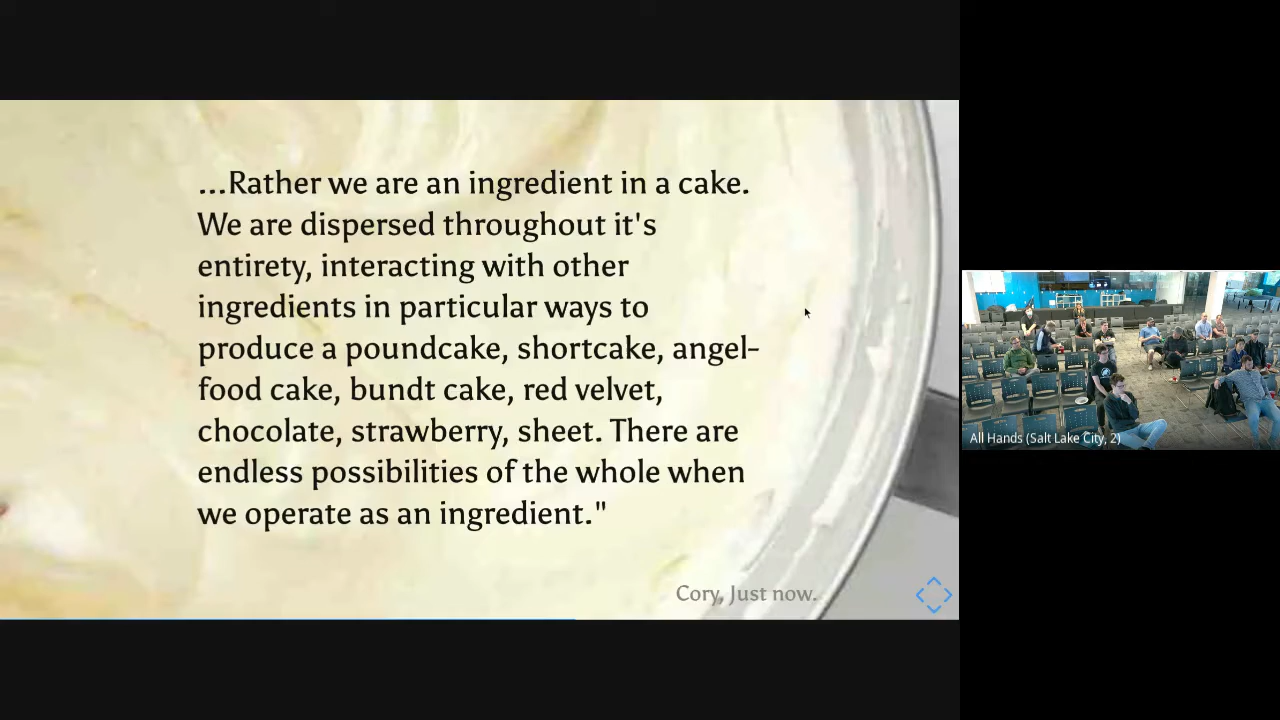 ...Rather we are an ingredient in a cake.
We are dispersed throughout it's
entirety, interacting with other
ingredients in particular ways to
produce a poundcake, shortcake, angel-
food cake, bundt cake, red velvet,
chocolate, strawberry, sheet. There are
endless possibilities of the whole when
we operate as an ingredient."
Cory, Just now.
All Hands (Salt Lake City, 2)